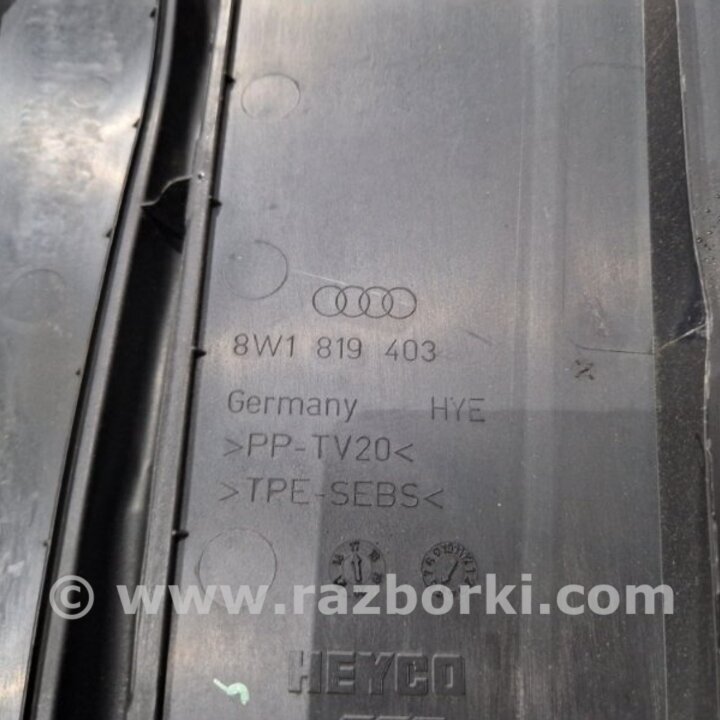 8W1 819 403
Germany HYE
>PP-TV20<
>TPE-SEBS<
© www.razborki.com
HEYCO